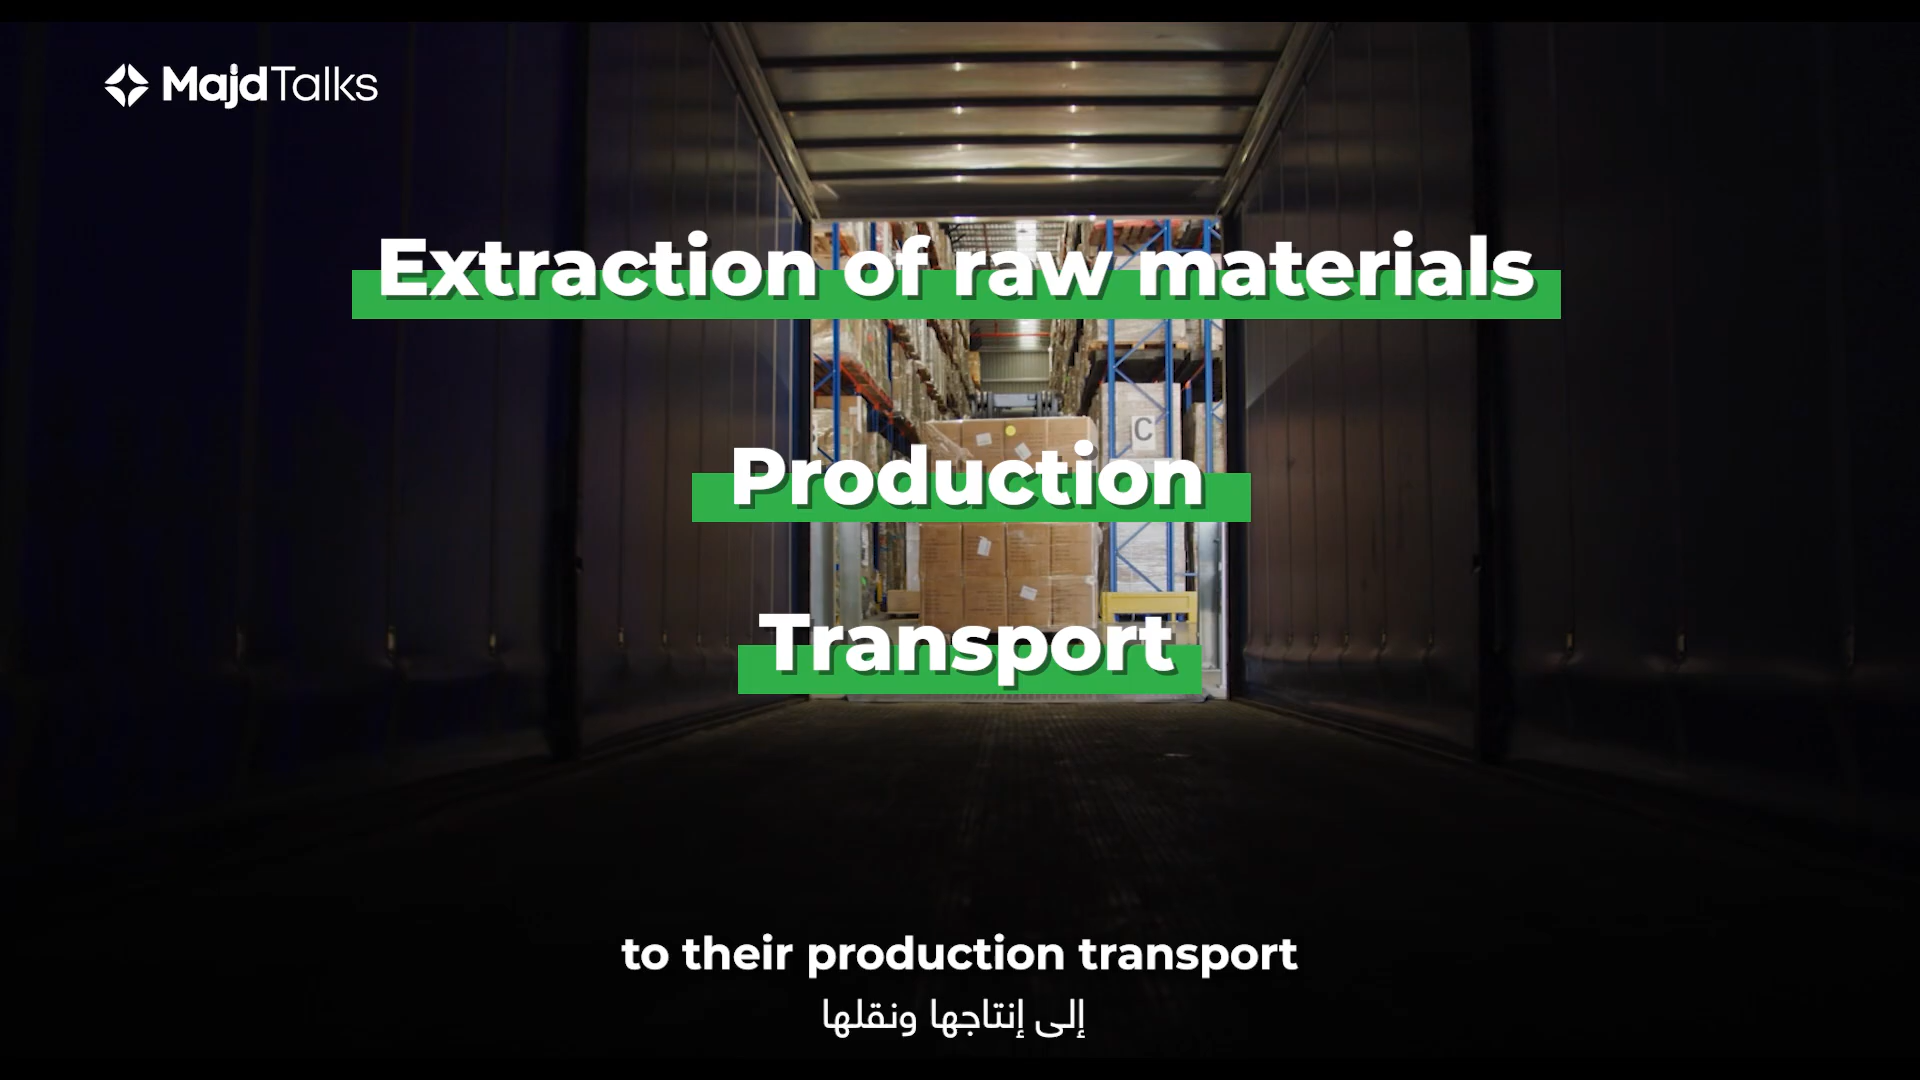 MajdTalks
Extraction of raw materials
C
Production
Transport
to their production transport
إلى إنتاجها ونقلها